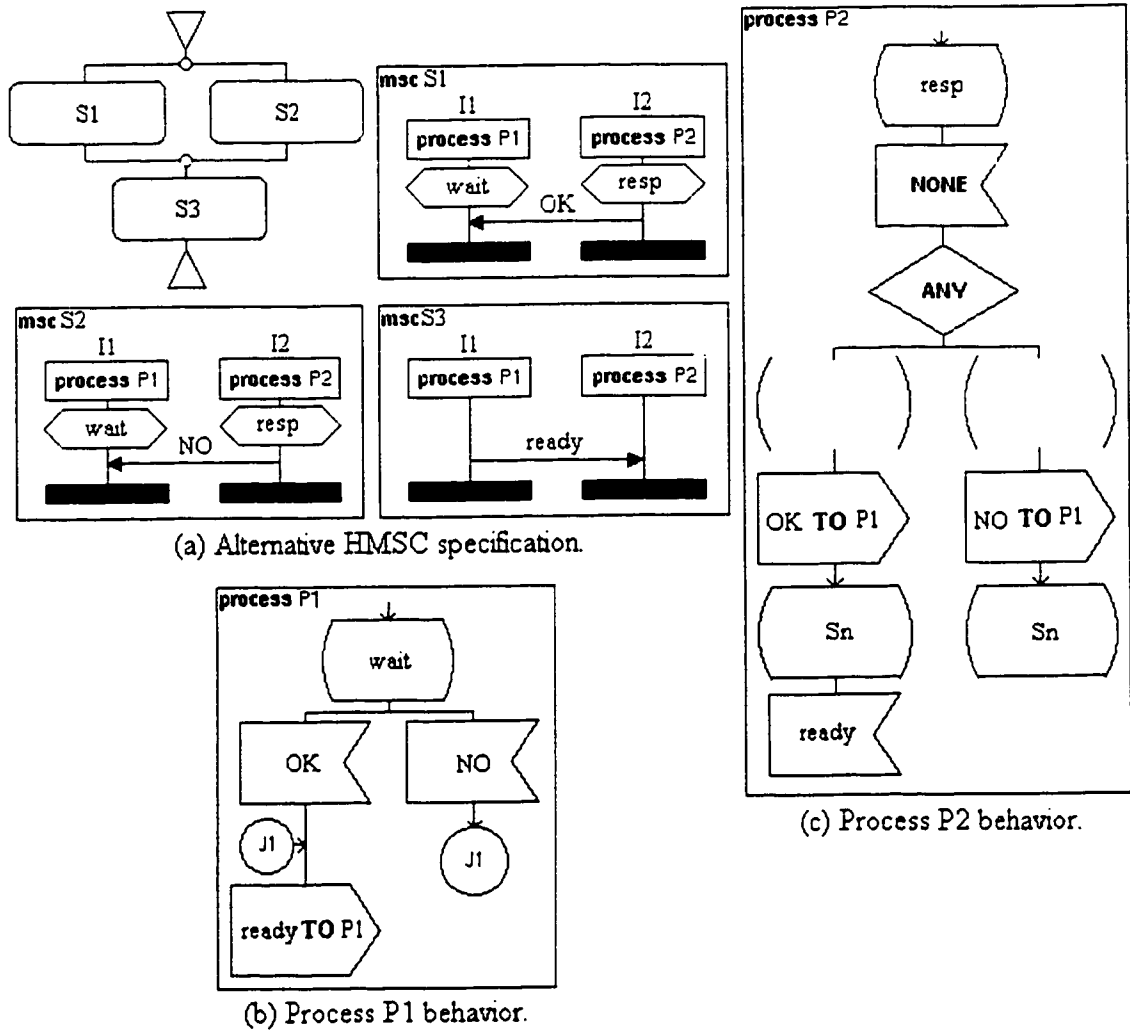 S1
S2
S3
msc S1
I1
I2
process P1
process P2
wait
resp
OK
msc S2
I1
I2
process P1
process P2
wait
resp
NO
mscS3
I1
I2
process P1
process P2
ready
(a) Alternative HMSC specification.
process P1
wait
OK
NO
J1
J1
ready TO P1
(b) Process P1 behavior.
process P2
resp
NONE
ANY
OK TO P1
NO TO P1
Sn
Sn
ready
(c) Process P2 behavior.